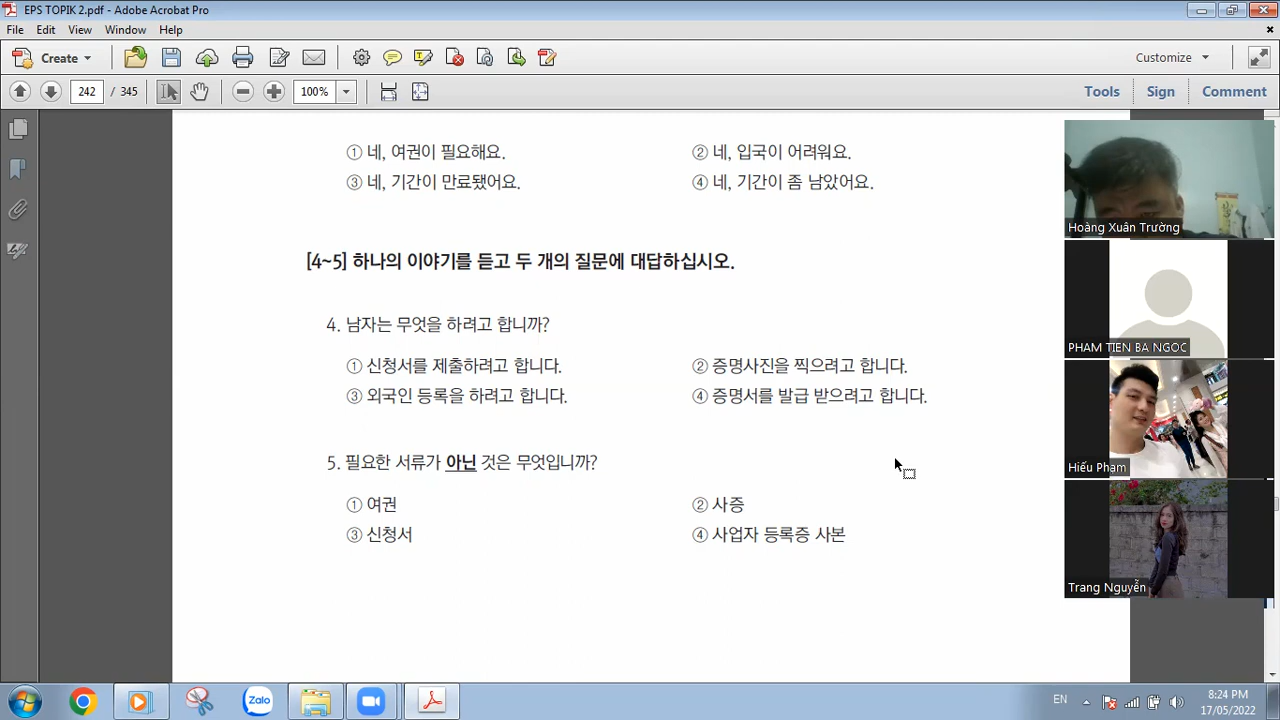 EPS TOPIK 2.pdf - Adobe Acrobat Pro
File Edit View Window Help
Create Customize
242 / 345 100% Tools Sign Comment
① 네, 여권이 필요해요. ② 네, 입국이 어려워요.
③ 네, 기간이 만료됐어요. ④ 네, 기간이 좀 남았어요.
[4~5] 하나의 이야기를 듣고 두 개의 질문에 대답하십시오.
4. 남자는 무엇을 하려고 합니까?
① 신청서를 제출하려고 합니다. ② 증명사진을 찍으려고 합니다.
③ 외국인 등록을 하려고 합니다. ④ 증명서를 발급 받으려고 합니다.
5. 필요한 서류가 아닌 것은 무엇입니까?
① 여권 ② 사증
③ 신청서 ④ 사업자 등록증 사본
Hoàng Xuân Trường
PHAM TIEN BA NGOC
Hiếu Phạm
Trang Nguyễn
Zalo
EN
8:24 PM
17/05/2022